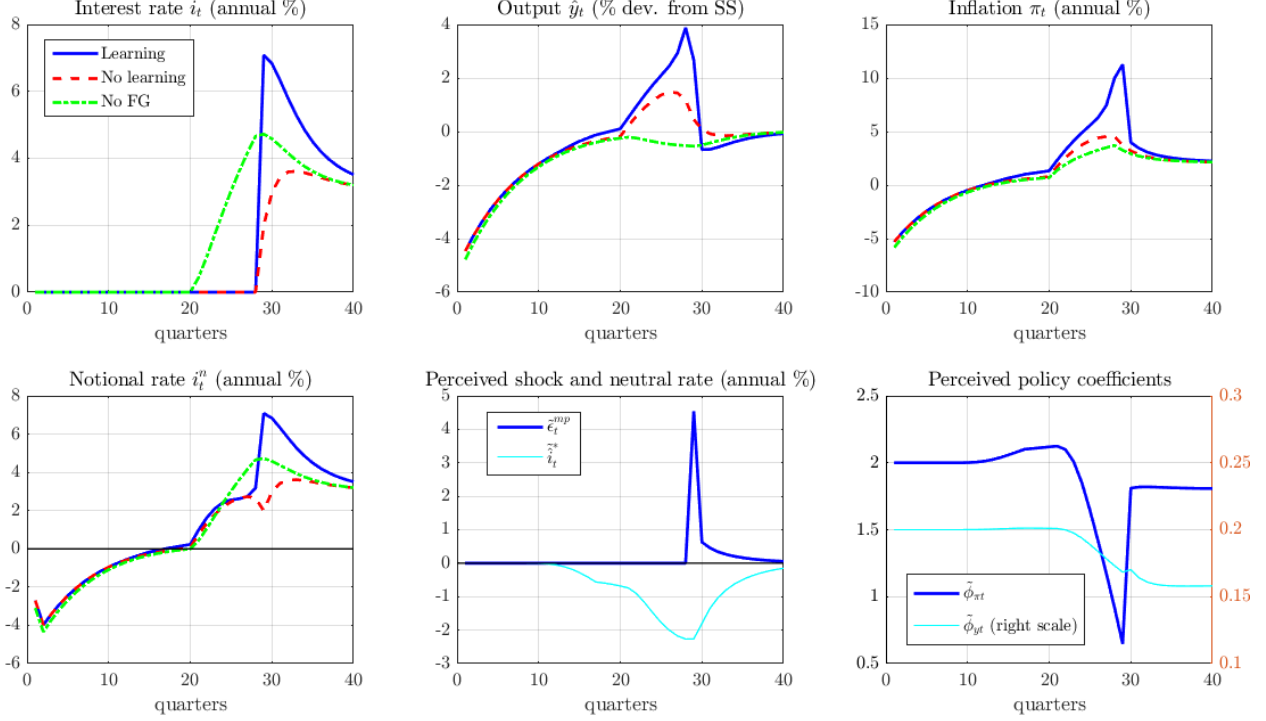 Interest rate i_t (annual %)
8
6
4
2
0
Learning
No learning
No FG
0 10 20 30 40
quarters
Output ŷ_t (% dev. from SS)
4
2
0
-2
-4
-6
0 10 20 30 40
quarters
Inflation π_t (annual %)
15
10
5
0
-5
-10
0 10 20 30 40
quarters
Notional rate i_t^n (annual %)
8
6
4
2
0
-2
-4
-6
0 10 20 30 40
quarters
Perceived shock and neutral rate (annual %)
5
4
3
2
1
0
-1
-2
-3
ε̃_t^{mp}
ĩ_t^*
0 10 20 30 40
quarters
Perceived policy coefficients
2.5
2
1.5
1
0.5
0.3
0.25
0.2
0.15
0.1
φ̃_{πt}
φ̃_{yt} (right scale)
0 10 20 30 40
quarters